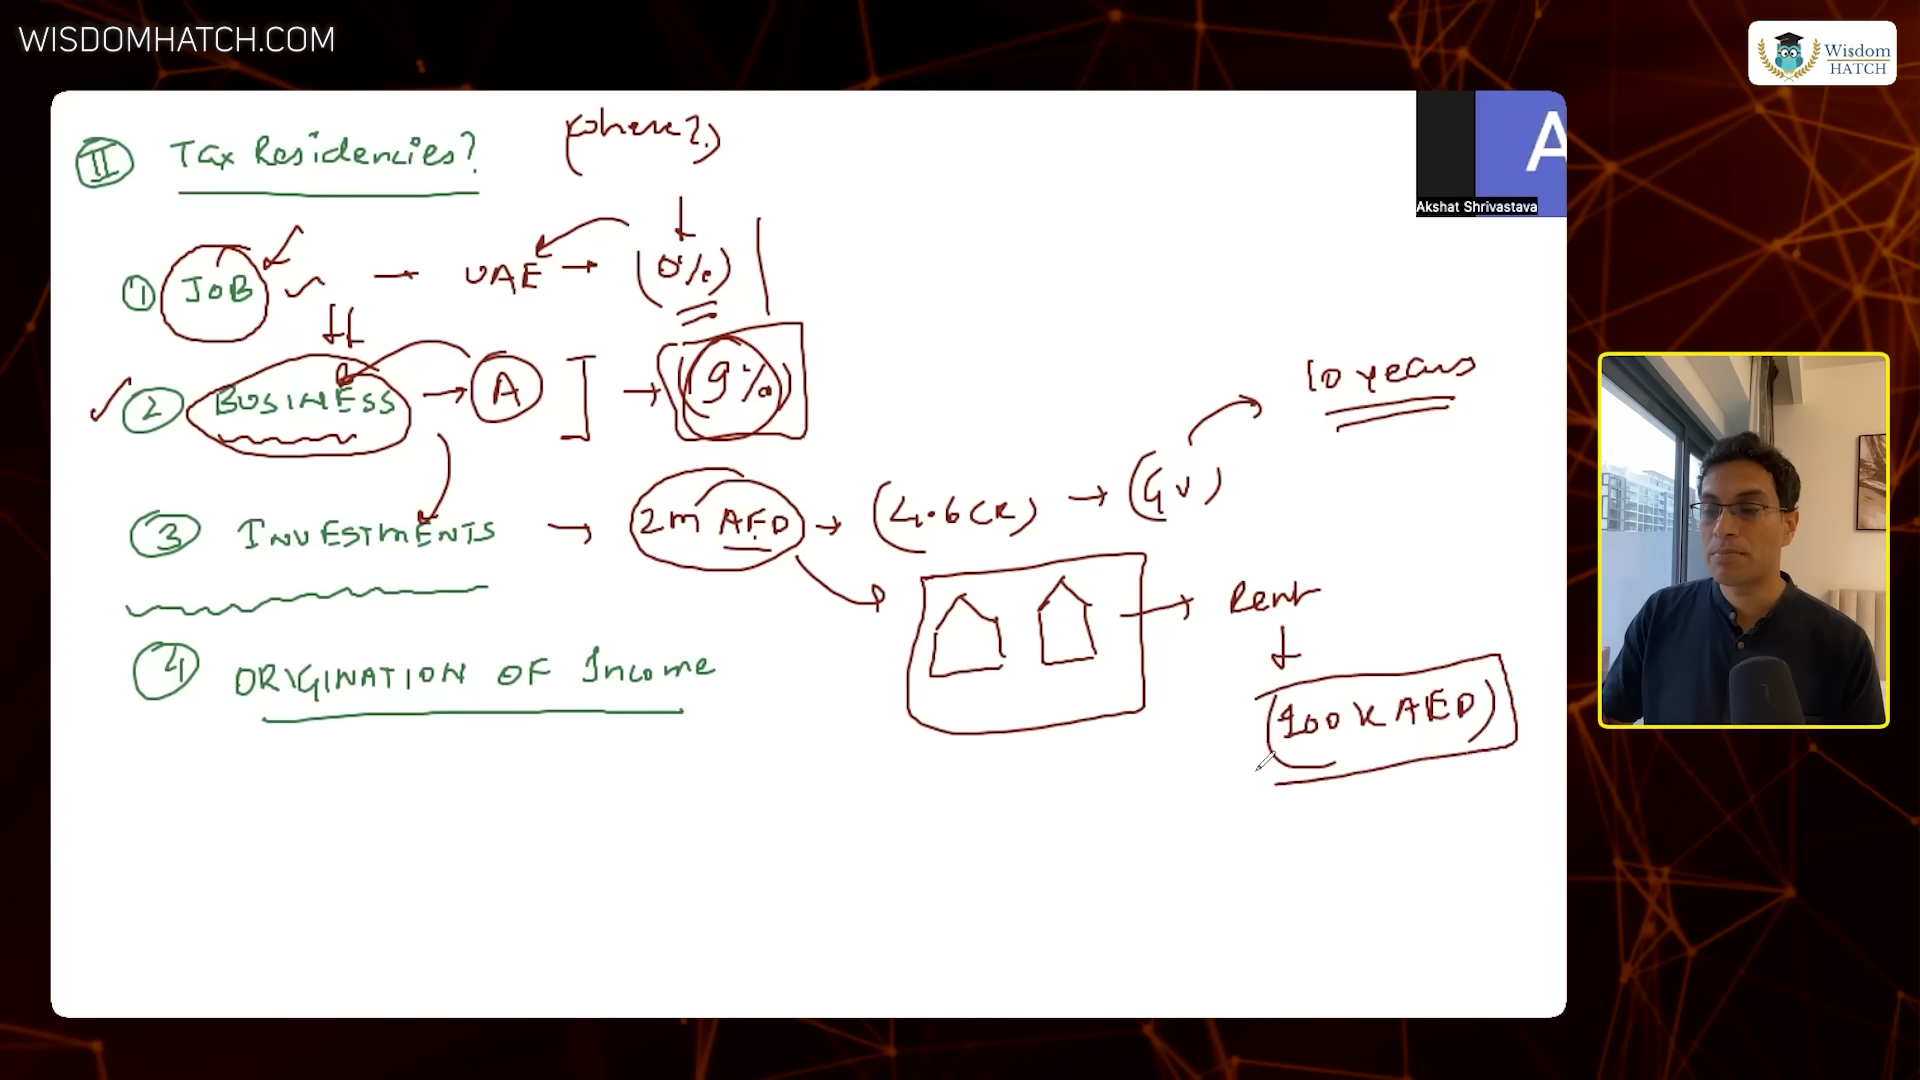 WISDOMHATCH.COM
Wisdom
HATCH
A
Akshat Shrivastava
II Tax Residencies? (where?)
1 JOB → UAE → (0%)
2 BUSINESS → A ] → (9%)
10 years
3 INVESTMENTS → 2m AED → (4.6 CR) → (GV)
Rent
4 ORIGINATION OF Income
(100K AED)